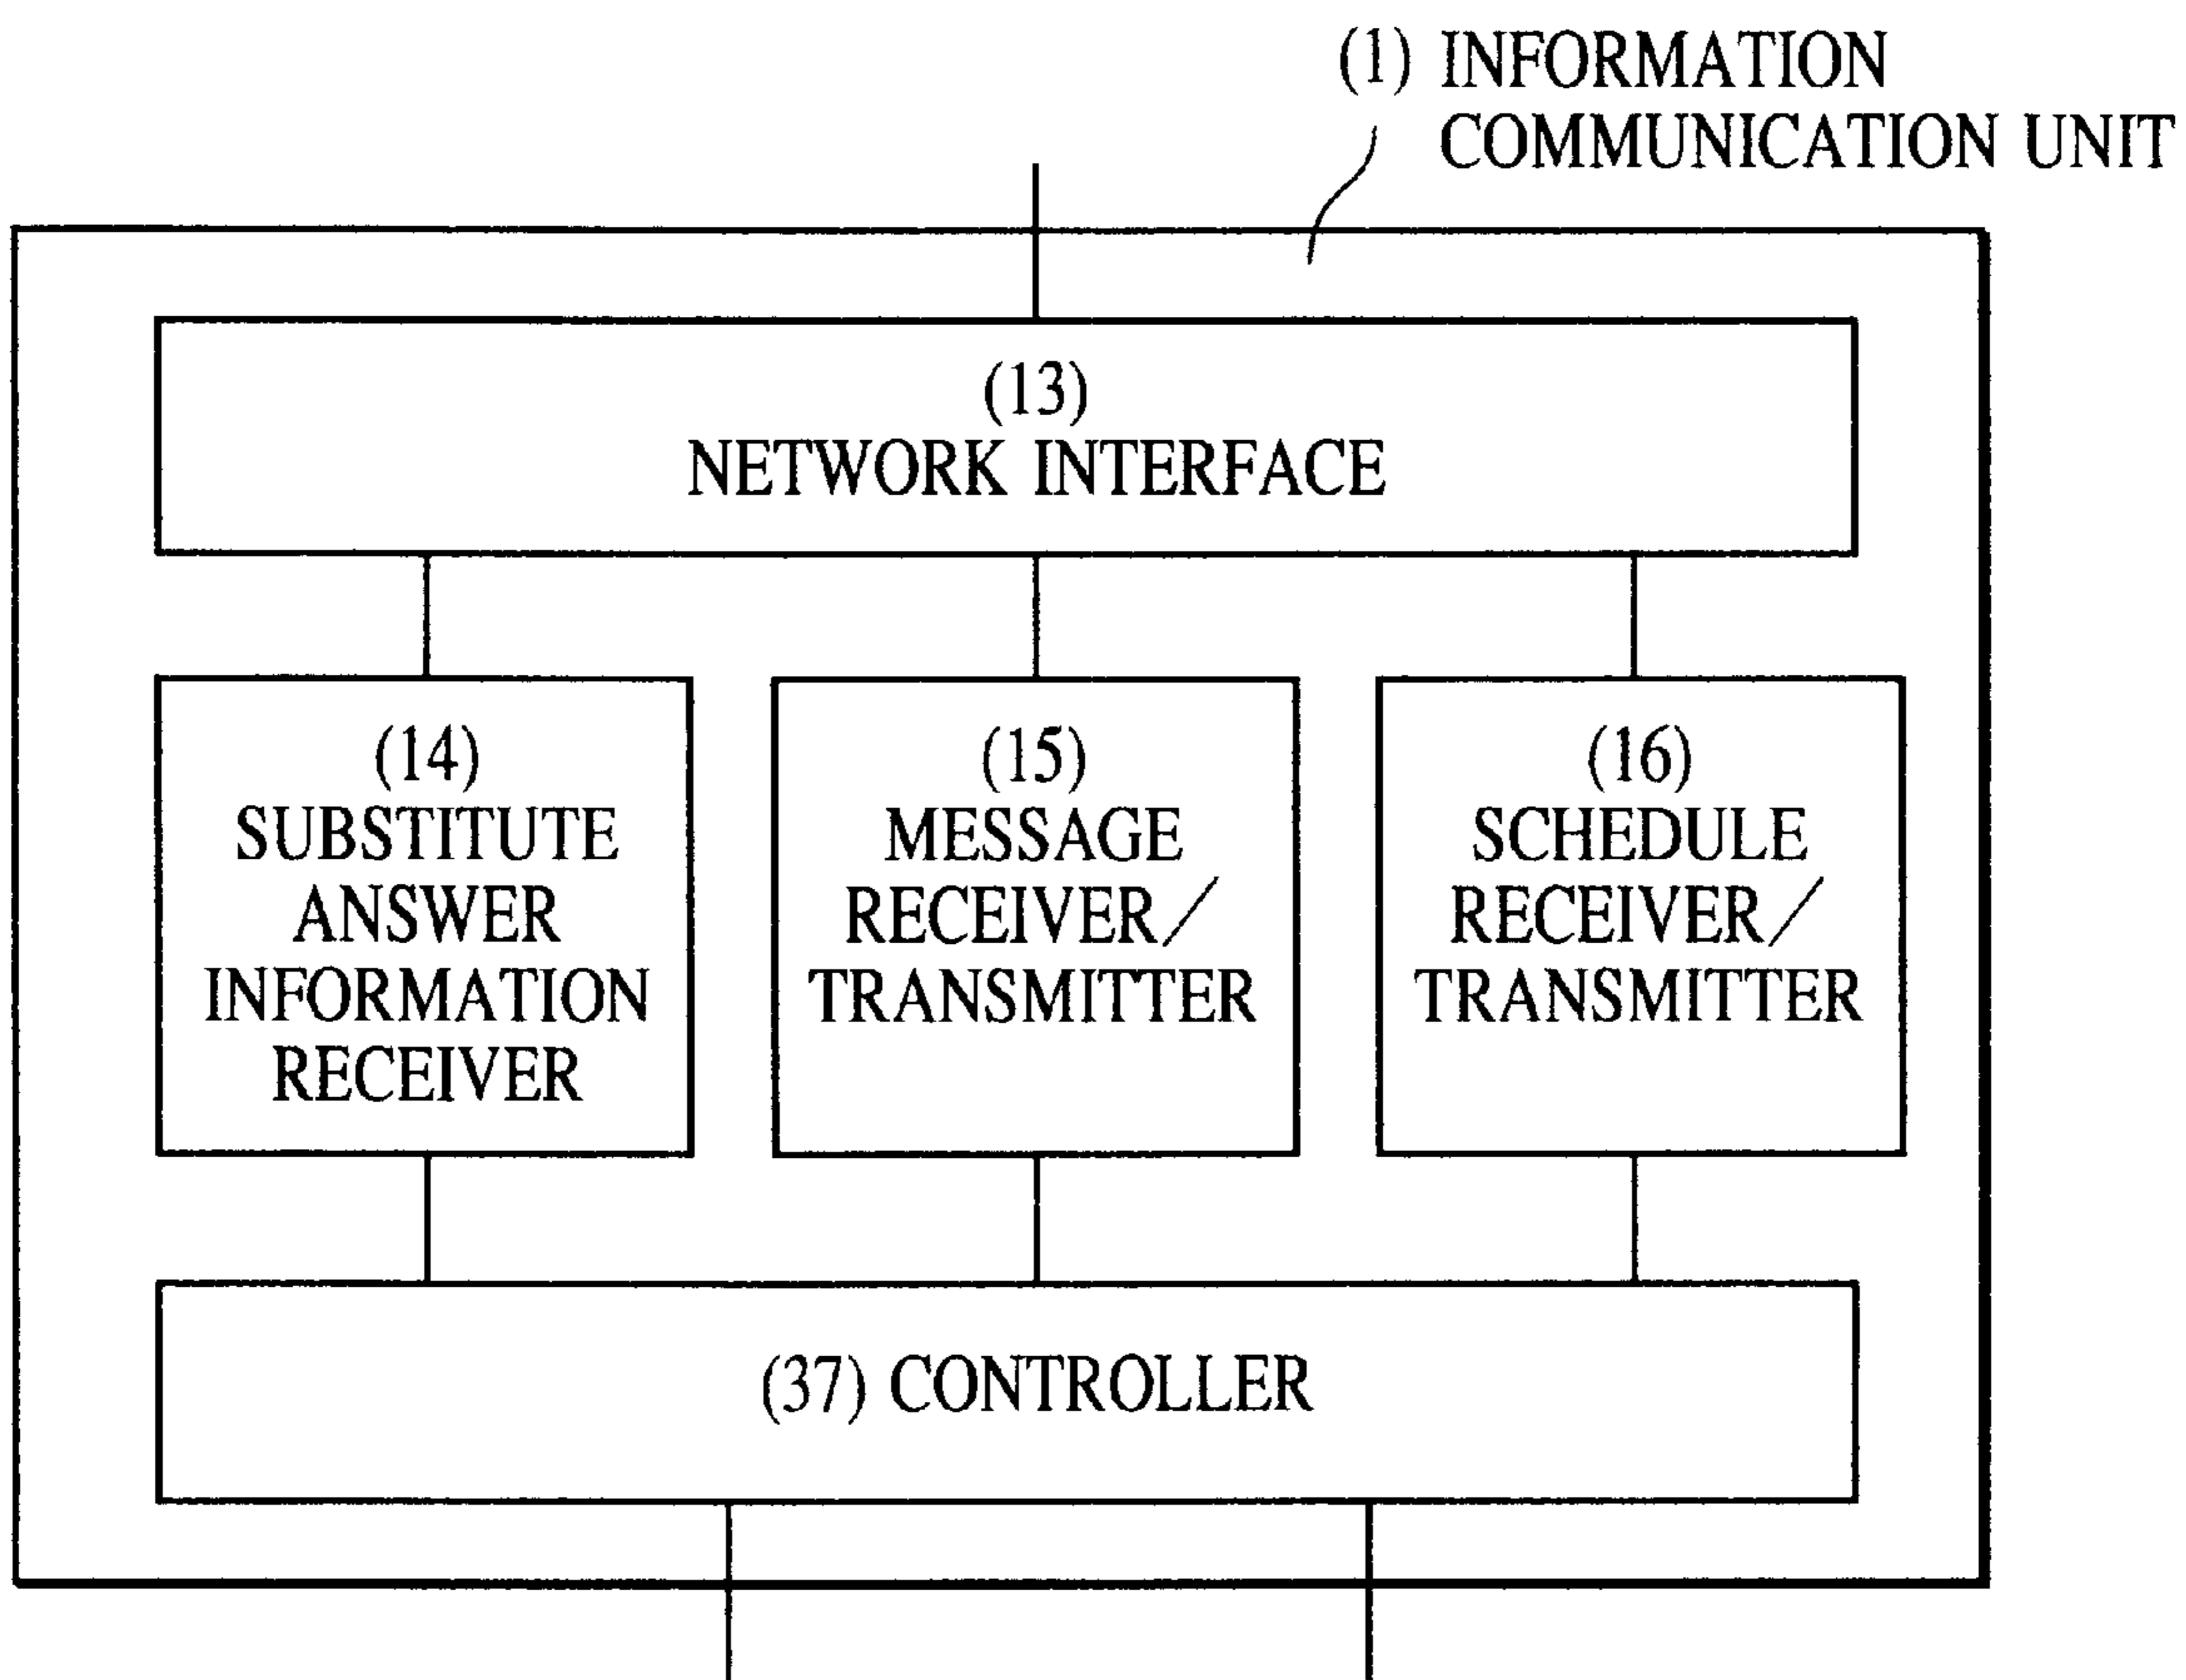 (1) INFORMATION
COMMUNICATION UNIT
(13)
NETWORK INTERFACE
(14)
SUBSTITUTE
ANSWER
INFORMATION
RECEIVER
(15)
MESSAGE
RECEIVER/
TRANSMITTER
(16)
SCHEDULE
RECEIVER/
TRANSMITTER
(37) CONTROLLER